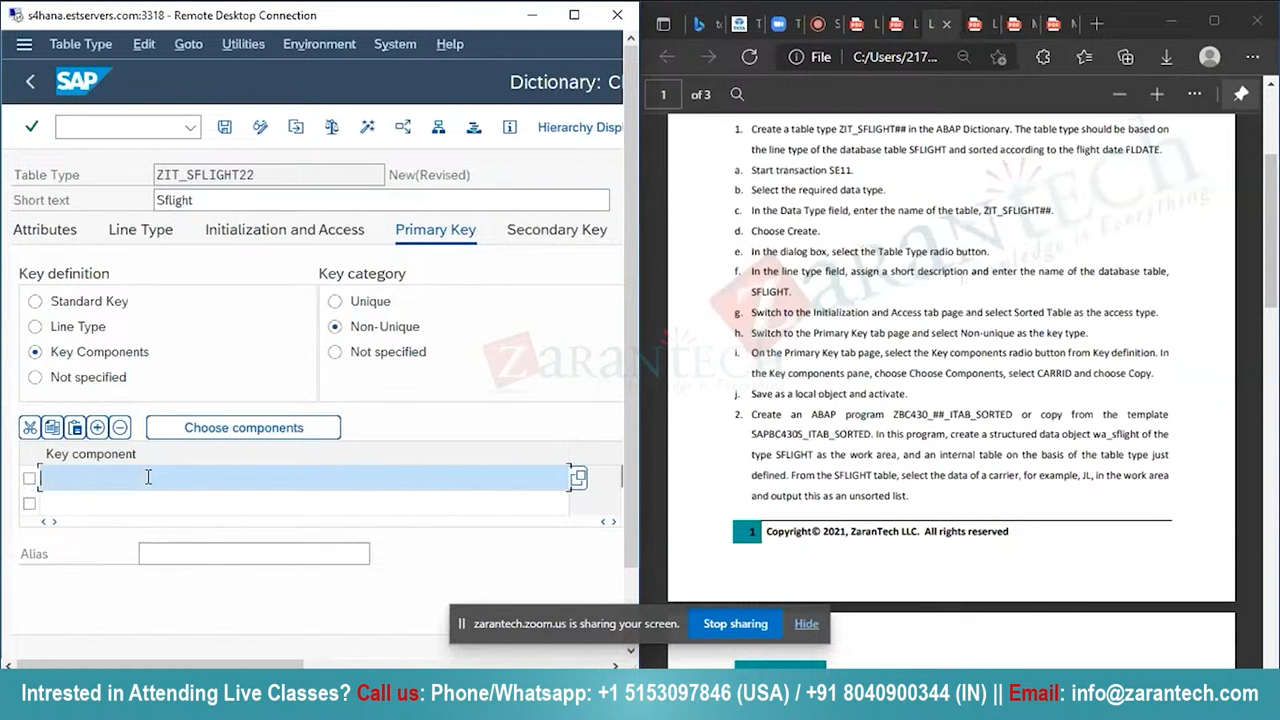 s4hana.estservers.com:3318 - Remote Desktop Connection
Table Type Edit Goto Utilities Environment System Help
SAP Dictionary: C
Hierarchy Disp
Table Type ZIT_SFLIGHT22 New(Revised)
Short text Sflight
Attributes Line Type Initialization and Access Primary Key Secondary Key
Key definition Key category
Standard Key Unique
Line Type Non-Unique
Key Components Not specified
Not specified
Choose components
Key component
Alias
File C:/Users/217...
1 of 3
1. Create a table type ZIT_SFLIGHT## in the ABAP Dictionary. The table type should be based
the line type of the database table SFLIGHT and sorted according to the flight date FLDATE.
a. Start transaction SE11.
b. Select the required data type.
c. In the Data Type field, enter the name of the table, ZIT_SFLIGHT##.
d. Choose Create.
e. In the dialog box, select the Table Type radio button.
f. In the line type field, assign a short description and enter the name of the database table,
SFLIGHT.
g. Switch to the Initialization and Access tab page and select Sorted Table as the access type.
h. Switch to the Primary Key tab page and select Non-unique as the key type.
i. On the Primary Key tab page, select the Key components radio button from Key definition. In
the Key components pane, choose Choose Components, select CARRID and choose Copy.
j. Save as a local object and activate.
2. Create an ABAP program ZBC430_##_ITAB_SORTED or copy from the template
SAPBC430S_ITAB_SORTED. In this program, create a structured data object wa_sflight of the
type SFLIGHT as the work area, and an internal table on the basis of the table type just
defined. From the SFLIGHT table, select the data of a carrier, for example, JL, in the work area
and output this as an unsorted list.
1 Copyright© 2021, ZaranTech LLC. All rights reserved
ZaranTech
zarantech.zoom.us is sharing your screen. Stop sharing Hide
Intrested in Attending Live Classes? Call us: Phone/Whatsapp: +1 5153097846 (USA) / +91 8040900344 (IN) || Email: info@zarantech.com